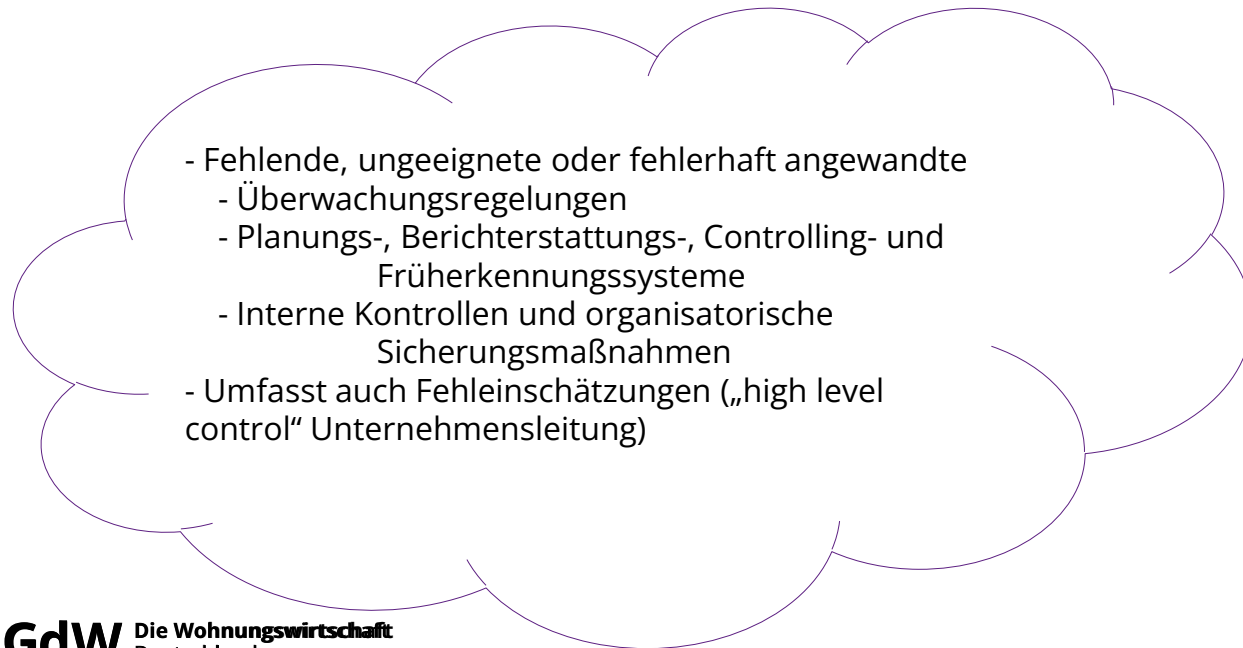 - Fehlende, ungeeignete oder fehlerhaft angewandte
- Überwachungsregelungen
- Planungs-, Berichterstattungs-, Controlling- und
Früherkennungssysteme
- Interne Kontrollen und organisatorische
Sicherungsmaßnahmen
- Umfasst auch Fehleinschätzungen („high level
control“ Unternehmensleitung)
GdW Die Wohnungswirtschaft